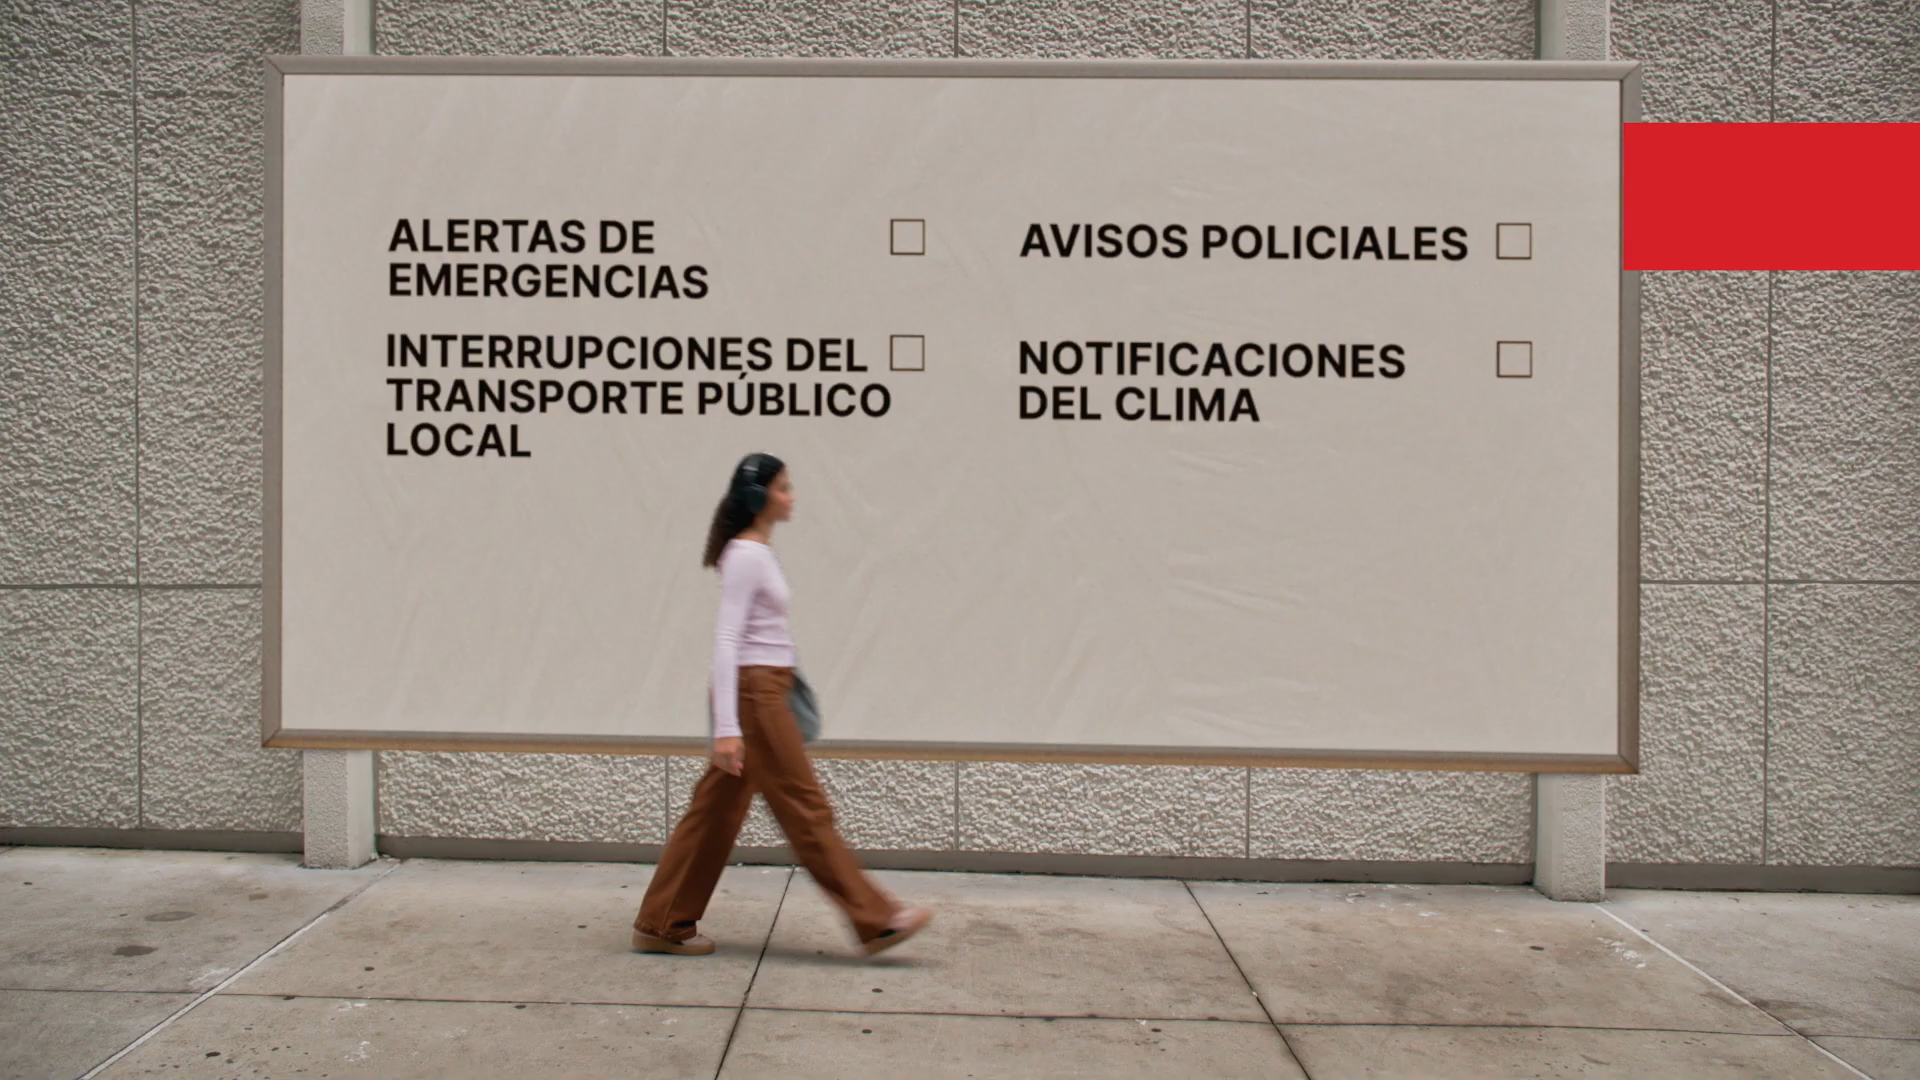 ALERTAS DE
EMERGENCIAS
INTERRUPCIONES DEL
TRANSPORTE PÚBLICO
LOCAL
AVISOS POLICIALES
NOTIFICACIONES
DEL CLIMA